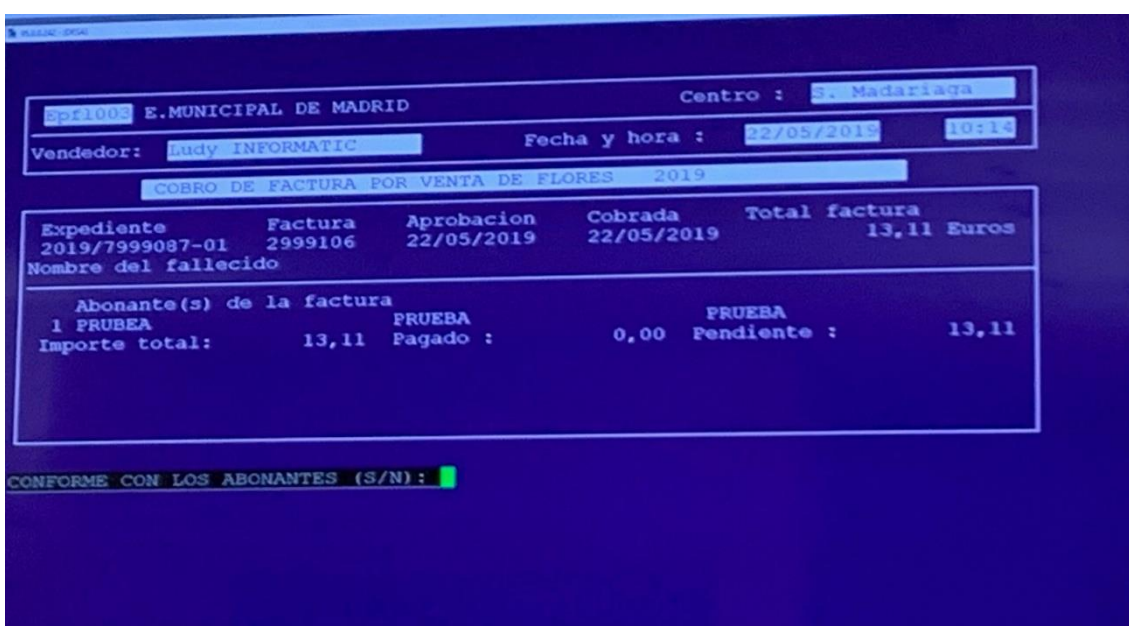 Epfl003 E.MUNICIPAL DE MADRID Centro : S. Madariaga
Vendedor: Ludy INFORMATIC Fecha y hora : 22/05/2019 10:14
COBRO DE FACTURA POR VENTA DE FLORES 2019
Expediente Factura Aprobacion Cobrada Total factura
2019/7999087-01 2999106 22/05/2019 22/05/2019 13,11 Euros
Nombre del fallecido
Abonante(s) de la factura
1 PRUBEA PRUEBA PRUEBA
Importe total: 13,11 Pagado : 0,00 Pendiente : 13,11
CONFORME CON LOS ABONANTES (S/N):